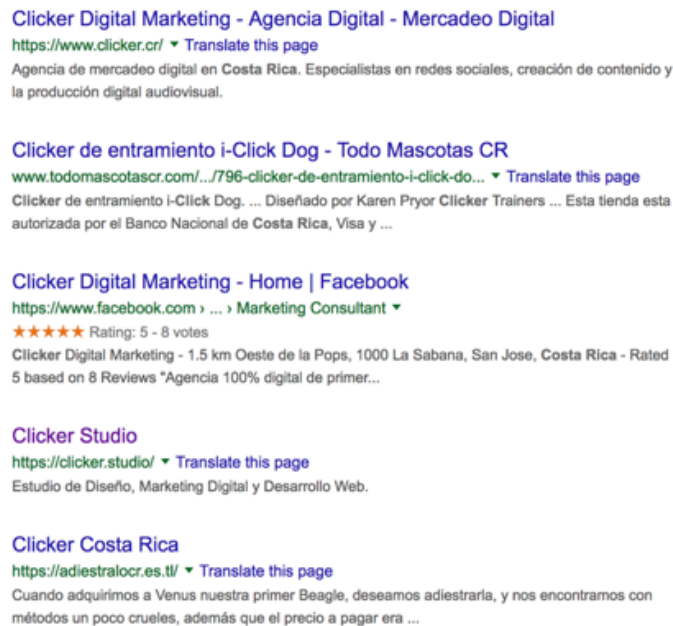 Clicker Digital Marketing - Agencia Digital - Mercadeo Digital
https://www.clicker.cr/ ▾ Translate this page
Agencia de mercadeo digital en Costa Rica. Especialistas en redes sociales, creación de contenido y
la producción digital audiovisual.
Clicker de entramiento i-Click Dog - Todo Mascotas CR
www.todomascotascr.com/.../796-clicker-de-entramiento-i-click-do... ▾ Translate this page
Clicker de entramiento i-Click Dog. ... Diseñado por Karen Pryor Clicker Trainers ... Esta tienda esta
autorizada por el Banco Nacional de Costa Rica, Visa y ...
Clicker Digital Marketing - Home | Facebook
https://www.facebook.com › ... › Marketing Consultant ▾
★★★★★ Rating: 5 - 8 votes
Clicker Digital Marketing - 1.5 km Oeste de la Pops, 1000 La Sabana, San Jose, Costa Rica - Rated
5 based on 8 Reviews "Agencia 100% digital de primer...
Clicker Studio
https://clicker.studio/ ▾ Translate this page
Estudio de Diseño, Marketing Digital y Desarrollo Web.
Clicker Costa Rica
https://adiestralocr.es.tl/ ▾ Translate this page
Cuando adquirimos a Venus nuestra primer Beagle, deseamos adiestrarla, y nos encontramos con
métodos un poco crueles, además que el precio a pagar era ...